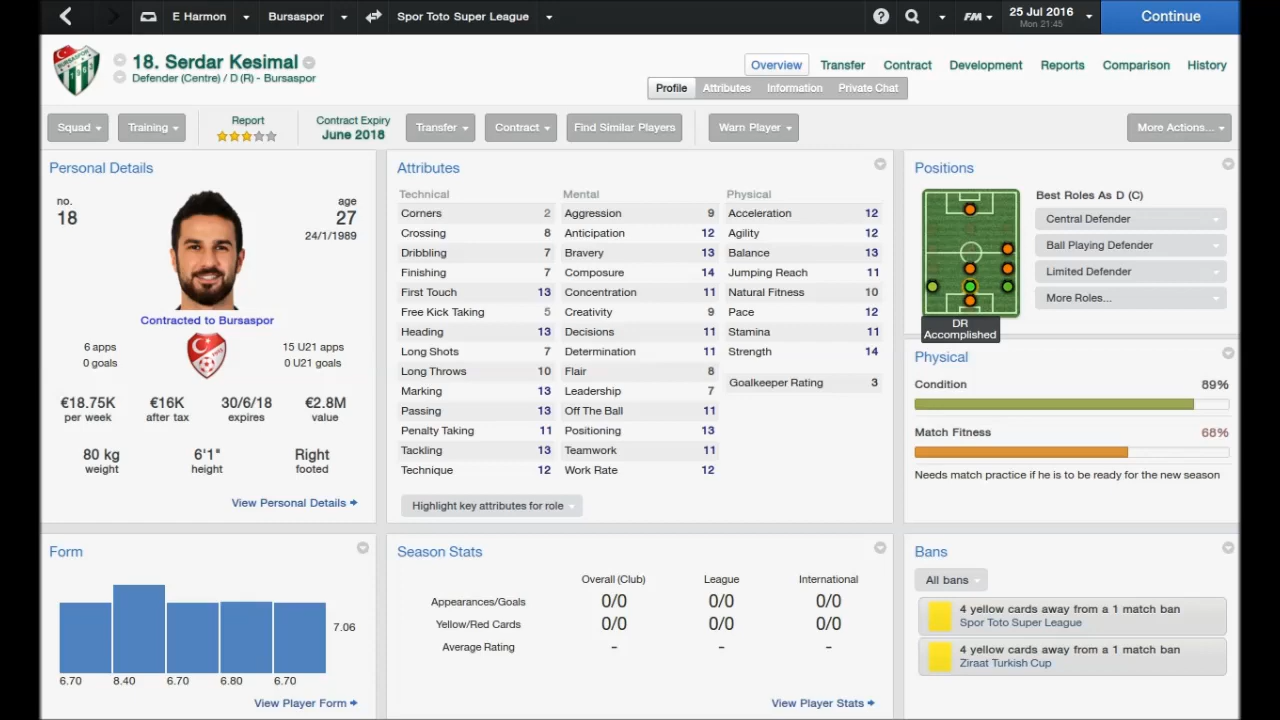 E Harmon
Bursaspor
Spor Toto Super League
?
FM
25 Jul 2016
Mon 21:45
Continue
18. Serdar Kesimal
Defender (Centre) / D (R) - Bursaspor
Overview Transfer Contract Development Reports Comparison History
Profile Attributes Information Private Chat
Squad
Training
Report
Contract Expiry
June 2018
Transfer
Contract
Find Similar Players
Warn Player
More Actions...
Personal Details
no.
18
age
27
24/1/1989
Contracted to Bursaspor
6 apps
0 goals
15 U21 apps
0 U21 goals
€18.75K
per week
€16K
after tax
30/6/18
expires
€2.8M
value
80 kg
weight
6'1"
height
Right
footed
View Personal Details
Attributes
Technical
Corners 2
Crossing 8
Dribbling 7
Finishing 7
First Touch 13
Free Kick Taking 5
Heading 13
Long Shots 7
Long Throws 10
Marking 13
Passing 13
Penalty Taking 11
Tackling 13
Technique 12
Mental
Aggression 9
Anticipation 12
Bravery 13
Composure 14
Concentration 11
Creativity 9
Decisions 11
Determination 11
Flair 8
Leadership 7
Off The Ball 11
Positioning 13
Teamwork 11
Work Rate 12
Physical
Acceleration 12
Agility 12
Balance 13
Jumping Reach 11
Natural Fitness 10
Pace 12
Stamina 11
Strength 14
Goalkeeper Rating 3
Highlight key attributes for role
Positions
DR
Accomplished
Best Roles As D (C)
Central Defender
Ball Playing Defender
Limited Defender
More Roles...
Physical
Condition 89%
Match Fitness 68%
Needs match practice if he is to be ready for the new season
Form
7.06
6.70 8.40 6.70 6.80 6.70
View Player Form
Season Stats
Overall (Club) League International
Appearances/Goals 0/0 0/0 0/0
Yellow/Red Cards 0/0 0/0 0/0
Average Rating - - -
View Player Stats
Bans
All bans
4 yellow cards away from a 1 match ban
Spor Toto Super League
4 yellow cards away from a 1 match ban
Ziraat Turkish Cup